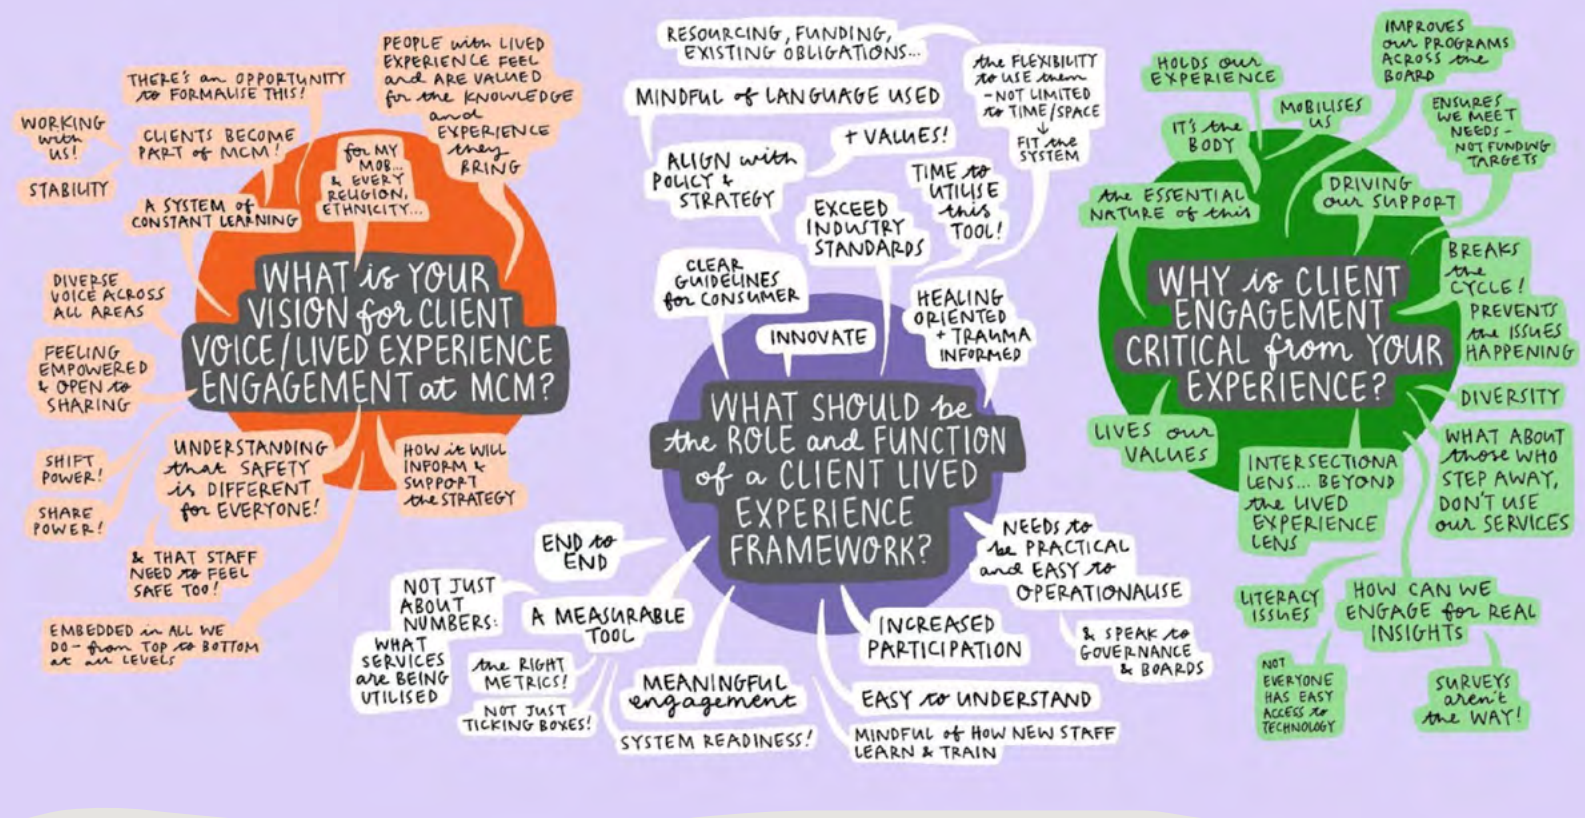 PEOPLE with LIVED
EXPERIENCE FEEL
and ARE VALUED
for the KNOWLEDGE
and
EXPERIENCE
they
BRING
THERE'S an OPPORTUNITY
to FORMALISE THIS!
WORKING
with
US!
CLIENTS BECOME
PART of MCM!
STABILITY
for MY
MOB...
& EVERY
RELIGION,
ETHNICITY...
A SYSTEM of
CONSTANT LEARNING
WHAT is YOUR
VISION for CLIENT
VOICE/LIVED EXPERIENCE
ENGAGEMENT at MCM?
DIVERSE
VOICE ACROSS
ALL AREAS
FEELING
EMPOWERED
& OPEN to
SHARING
SHIFT
POWER!
SHARE
POWER!
UNDERSTANDING
that SAFETY
is DIFFERENT
for EVERYONE!
& THAT STAFF
NEED to FEEL
SAFE TOO!
HOW it WILL
INFORM &
SUPPORT
the STRATEGY
EMBEDDED in ALL WE
DO - from TOP to BOTTOM
at all LEVELS
RESOURCING, FUNDING,
EXISTING OBLIGATIONS...
the FLEXIBILITY
to USE them
- NOT LIMITED
to TIME/SPACE
↓
FIT the
SYSTEM
MINDFUL of LANGUAGE USED
+ VALUES!
ALIGN with
POLICY &
STRATEGY
TIME to
UTILISE
this
TOOL!
EXCEED
INDUSTRY
STANDARDS
CLEAR
GUIDELINES
for CONSUMER
INNOVATE
HEALING
ORIENTED
+ TRAUMA
INFORMED
WHAT SHOULD be
the ROLE and FUNCTION
of a CLIENT LIVED
EXPERIENCE
FRAMEWORK?
END to
END
NOT JUST
ABOUT
NUMBERS:
WHAT
SERVICES
are BEING
UTILISED
A MEASURABLE
TOOL
the RIGHT
METRICS!
NOT JUST
TICKING BOXES!
SYSTEM READINESS!
MEANINGFUL
engagement
INCREASED
PARTICIPATION
EASY to UNDERSTAND
MINDFUL of HOW NEW STAFF
LEARN & TRAIN
NEEDS to
be PRACTICAL
and EASY to
OPERATIONALISE
& SPEAK to
GOVERNANCE
& BOARDS
IMPROVES
our PROGRAMS
ACROSS the
BOARD
HOLDS our
EXPERIENCE
MOBILISES
US
IT'S the
BODY
ENSURES
WE MEET
NEEDS -
NOT FUNDING
TARGETS
the ESSENTIAL
NATURE of this
DRIVING
our SUPPORT
WHY is CLIENT
ENGAGEMENT
CRITICAL from YOUR
EXPERIENCE?
BREAKS
the
CYCLE!
PREVENTS
the ISSUES
HAPPENING
DIVERSITY
LIVES our
VALUES
INTERSECTIONA
LENS... BEYOND
the LIVED
EXPERIENCE
LENS
WHAT ABOUT
those WHO
STEP AWAY,
DON'T USE
our SERVICES
LITERACY
ISSUES
HOW CAN WE
ENGAGE for REAL
INSIGHTS
NOT
EVERYONE
HAS EASY
ACCESS to
TECHNOLOGY
SURVEYS
aren't
the WAY!